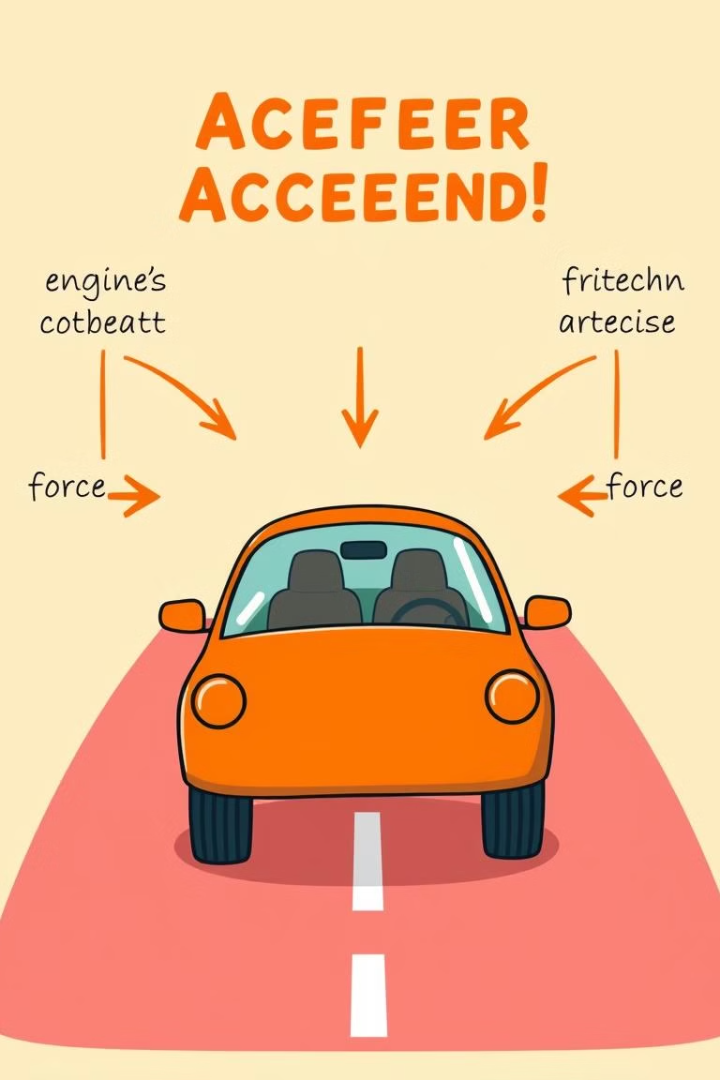 ACEFEER
ACCEEEND!
engine's
cotbeatt
fritechn
artecise
force
force